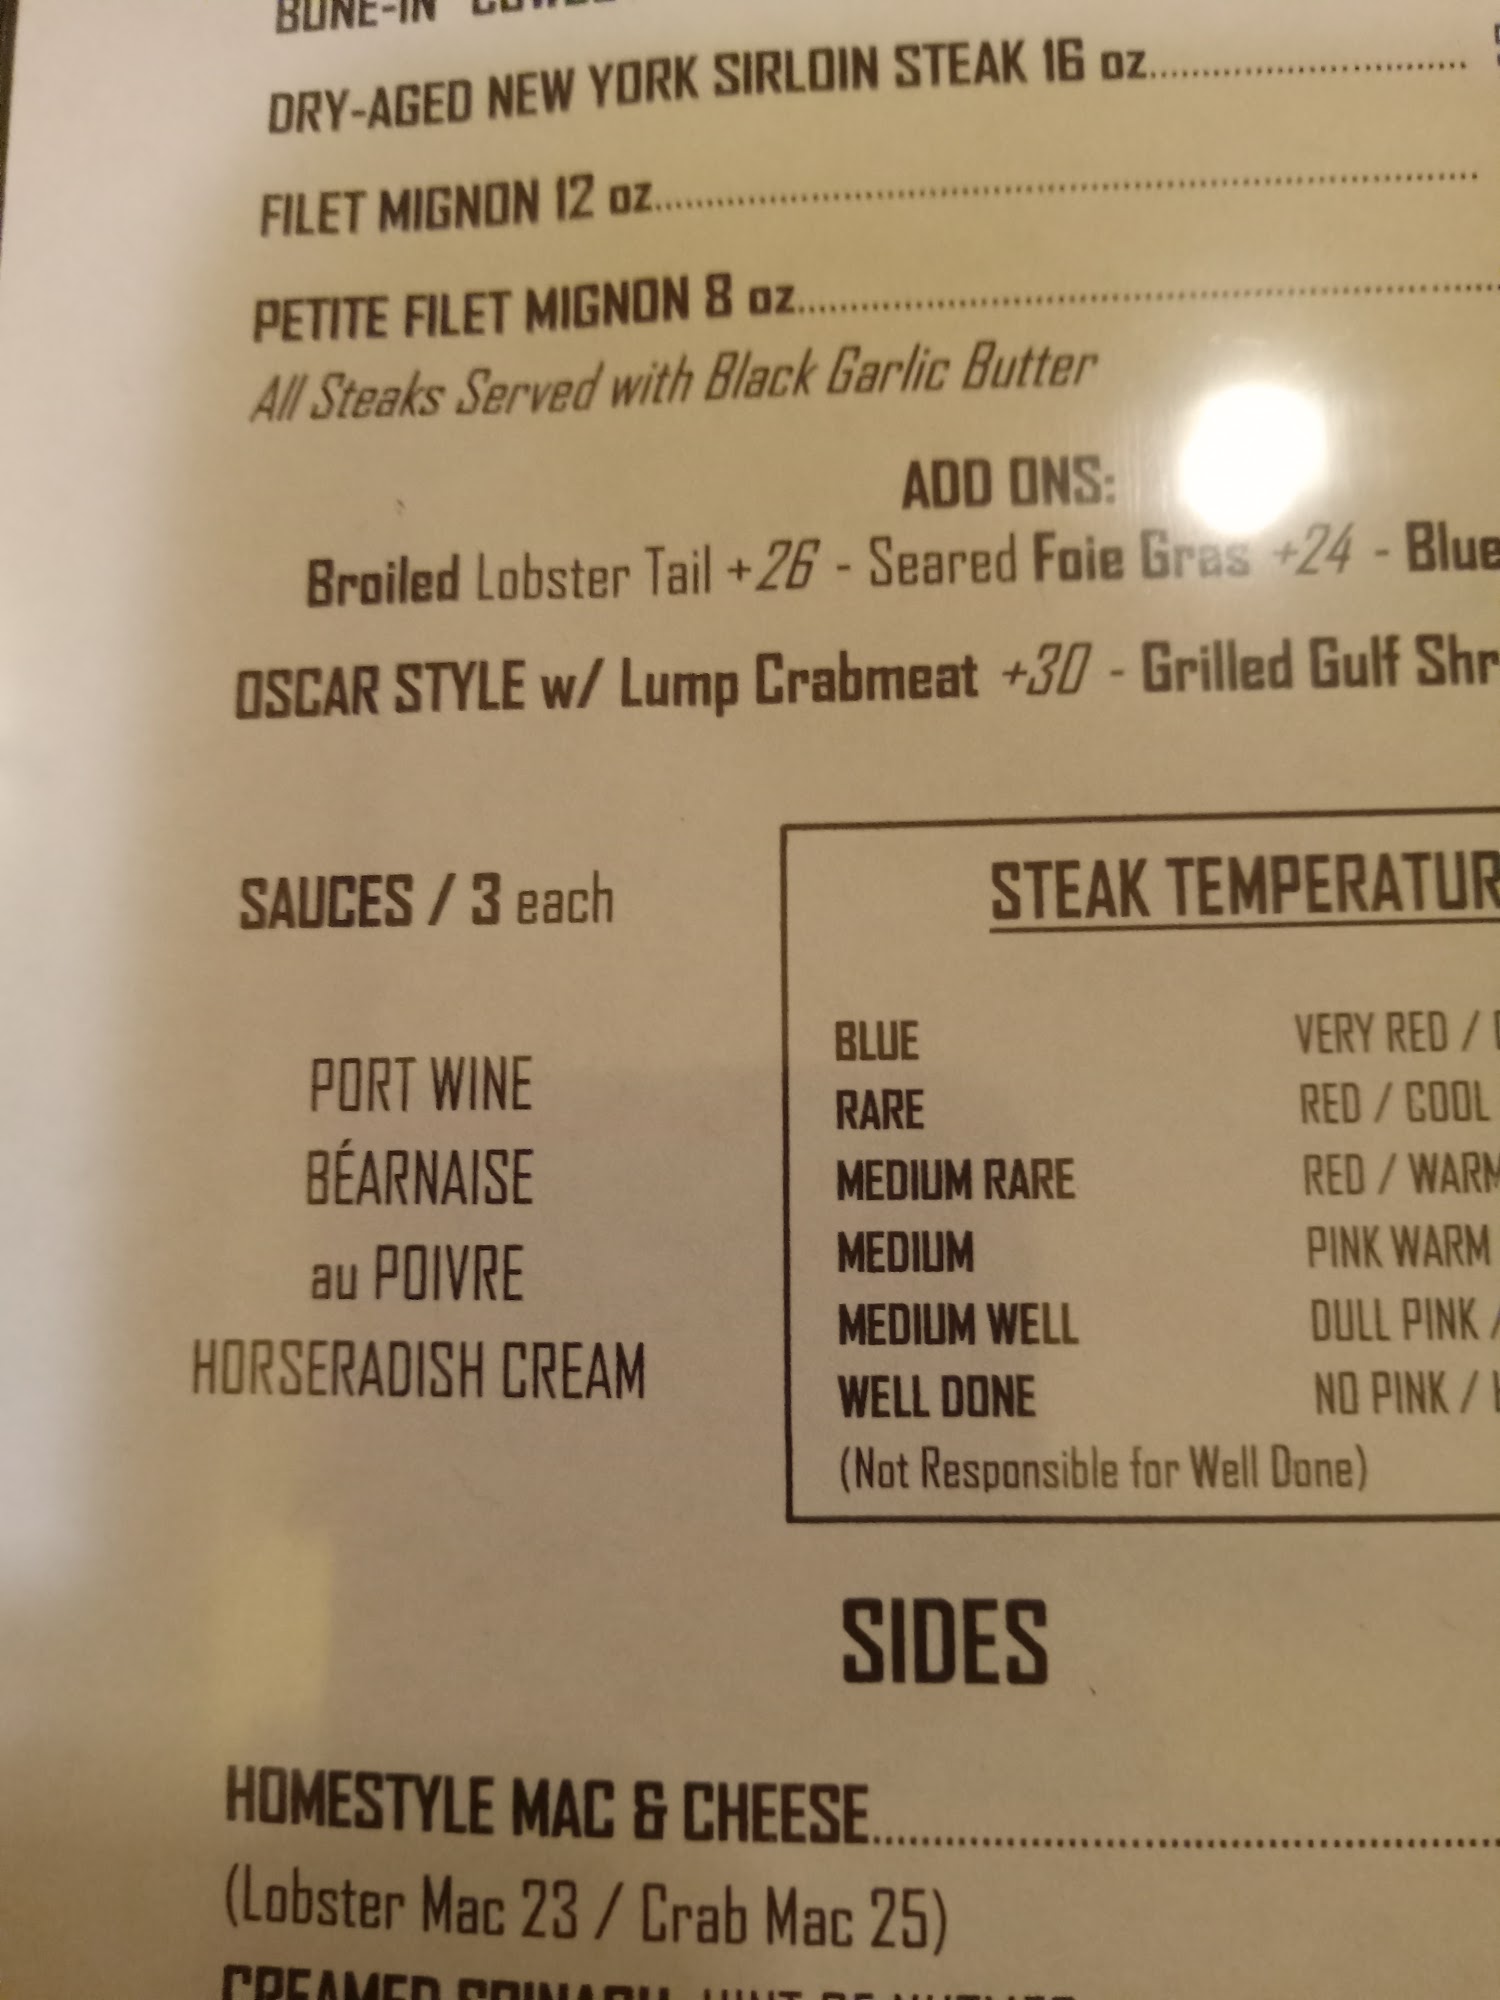 BONE-IN
DRY-AGED NEW YORK SIRLOIN STEAK 16 oz
FILET MIGNON 12 oz
PETITE FILET MIGNON 8 oz
All Steaks Served with Black Garlic Butter
ADD ONS:
Broiled Lobster Tail +26 - Seared Foie Gras +24 - Blue
OSCAR STYLE w/ Lump Crabmeat +30 - Grilled Gulf Shr
SAUCES / 3 each
PORT WINE
BÉARNAISE
au POIVRE
HORSERADISH CREAM
STEAK TEMPERATUR
BLUE VERY RED /
RARE RED / COOL
MEDIUM RARE RED / WARM
MEDIUM PINK WARM
MEDIUM WELL DULL PINK /
WELL DONE NO PINK /
(Not Responsible for Well Done)
SIDES
HOMESTYLE MAC & CHEESE
(Lobster Mac 23 / Crab Mac 25)
CREAMED SPINACH